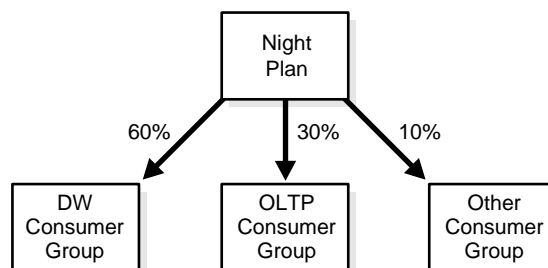 Night
Plan
60%
30%
10%
DW
Consumer
Group
OLTP
Consumer
Group
Other
Consumer
Group